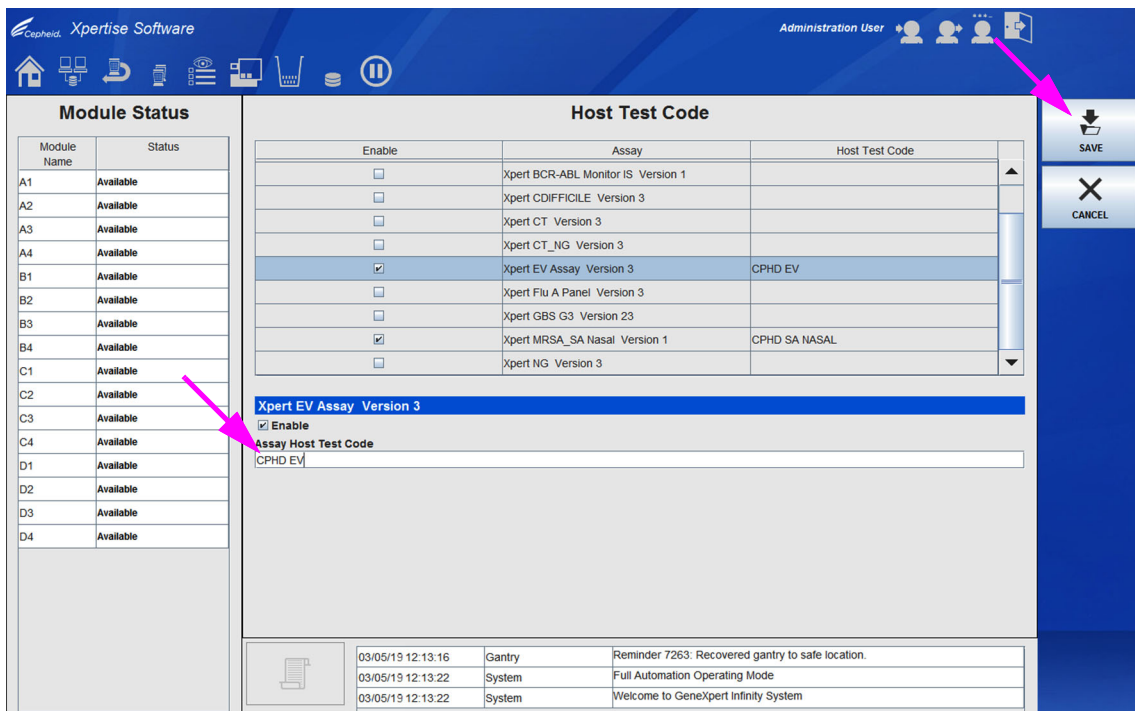 Cepheid. Xpertise Software
Administration User
Module Status
Module Name Status
A1 Available
A2 Available
A3 Available
A4 Available
B1 Available
B2 Available
B3 Available
B4 Available
C1 Available
C2 Available
C3 Available
C4 Available
D1 Available
D2 Available
D3 Available
D4 Available
Host Test Code
Enable Assay Host Test Code
Xpert BCR-ABL Monitor IS Version 1
Xpert CDIFFICILE Version 3
Xpert CT Version 3
Xpert CT_NG Version 3
Xpert EV Assay Version 3 CPHD EV
Xpert Flu A Panel Version 3
Xpert GBS G3 Version 23
Xpert MRSA_SA Nasal Version 1 CPHD SA NASAL
Xpert NG Version 3
Xpert EV Assay Version 3
Enable
Assay Host Test Code
CPHD EV
03/05/19 12:13:16 Gantry Reminder 7263: Recovered gantry to safe location.
03/05/19 12:13:22 System Full Automation Operating Mode
03/05/19 12:13:22 System Welcome to GeneXpert Infinity System
SAVE
CANCEL